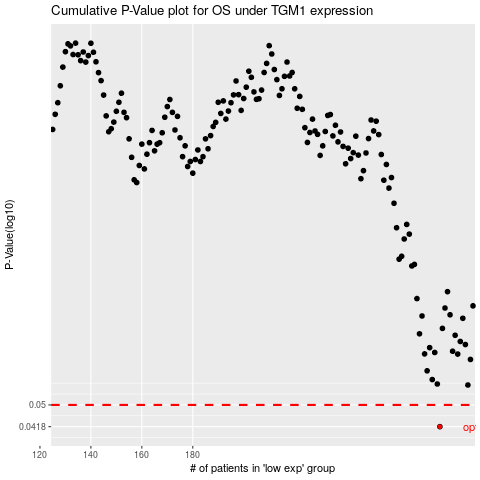 Cumulative P-Value plot for OS under TGM1 expression
P-Value(log10)
0.05
0.0418
op
120 140 160 180
# of patients in 'low exp' group